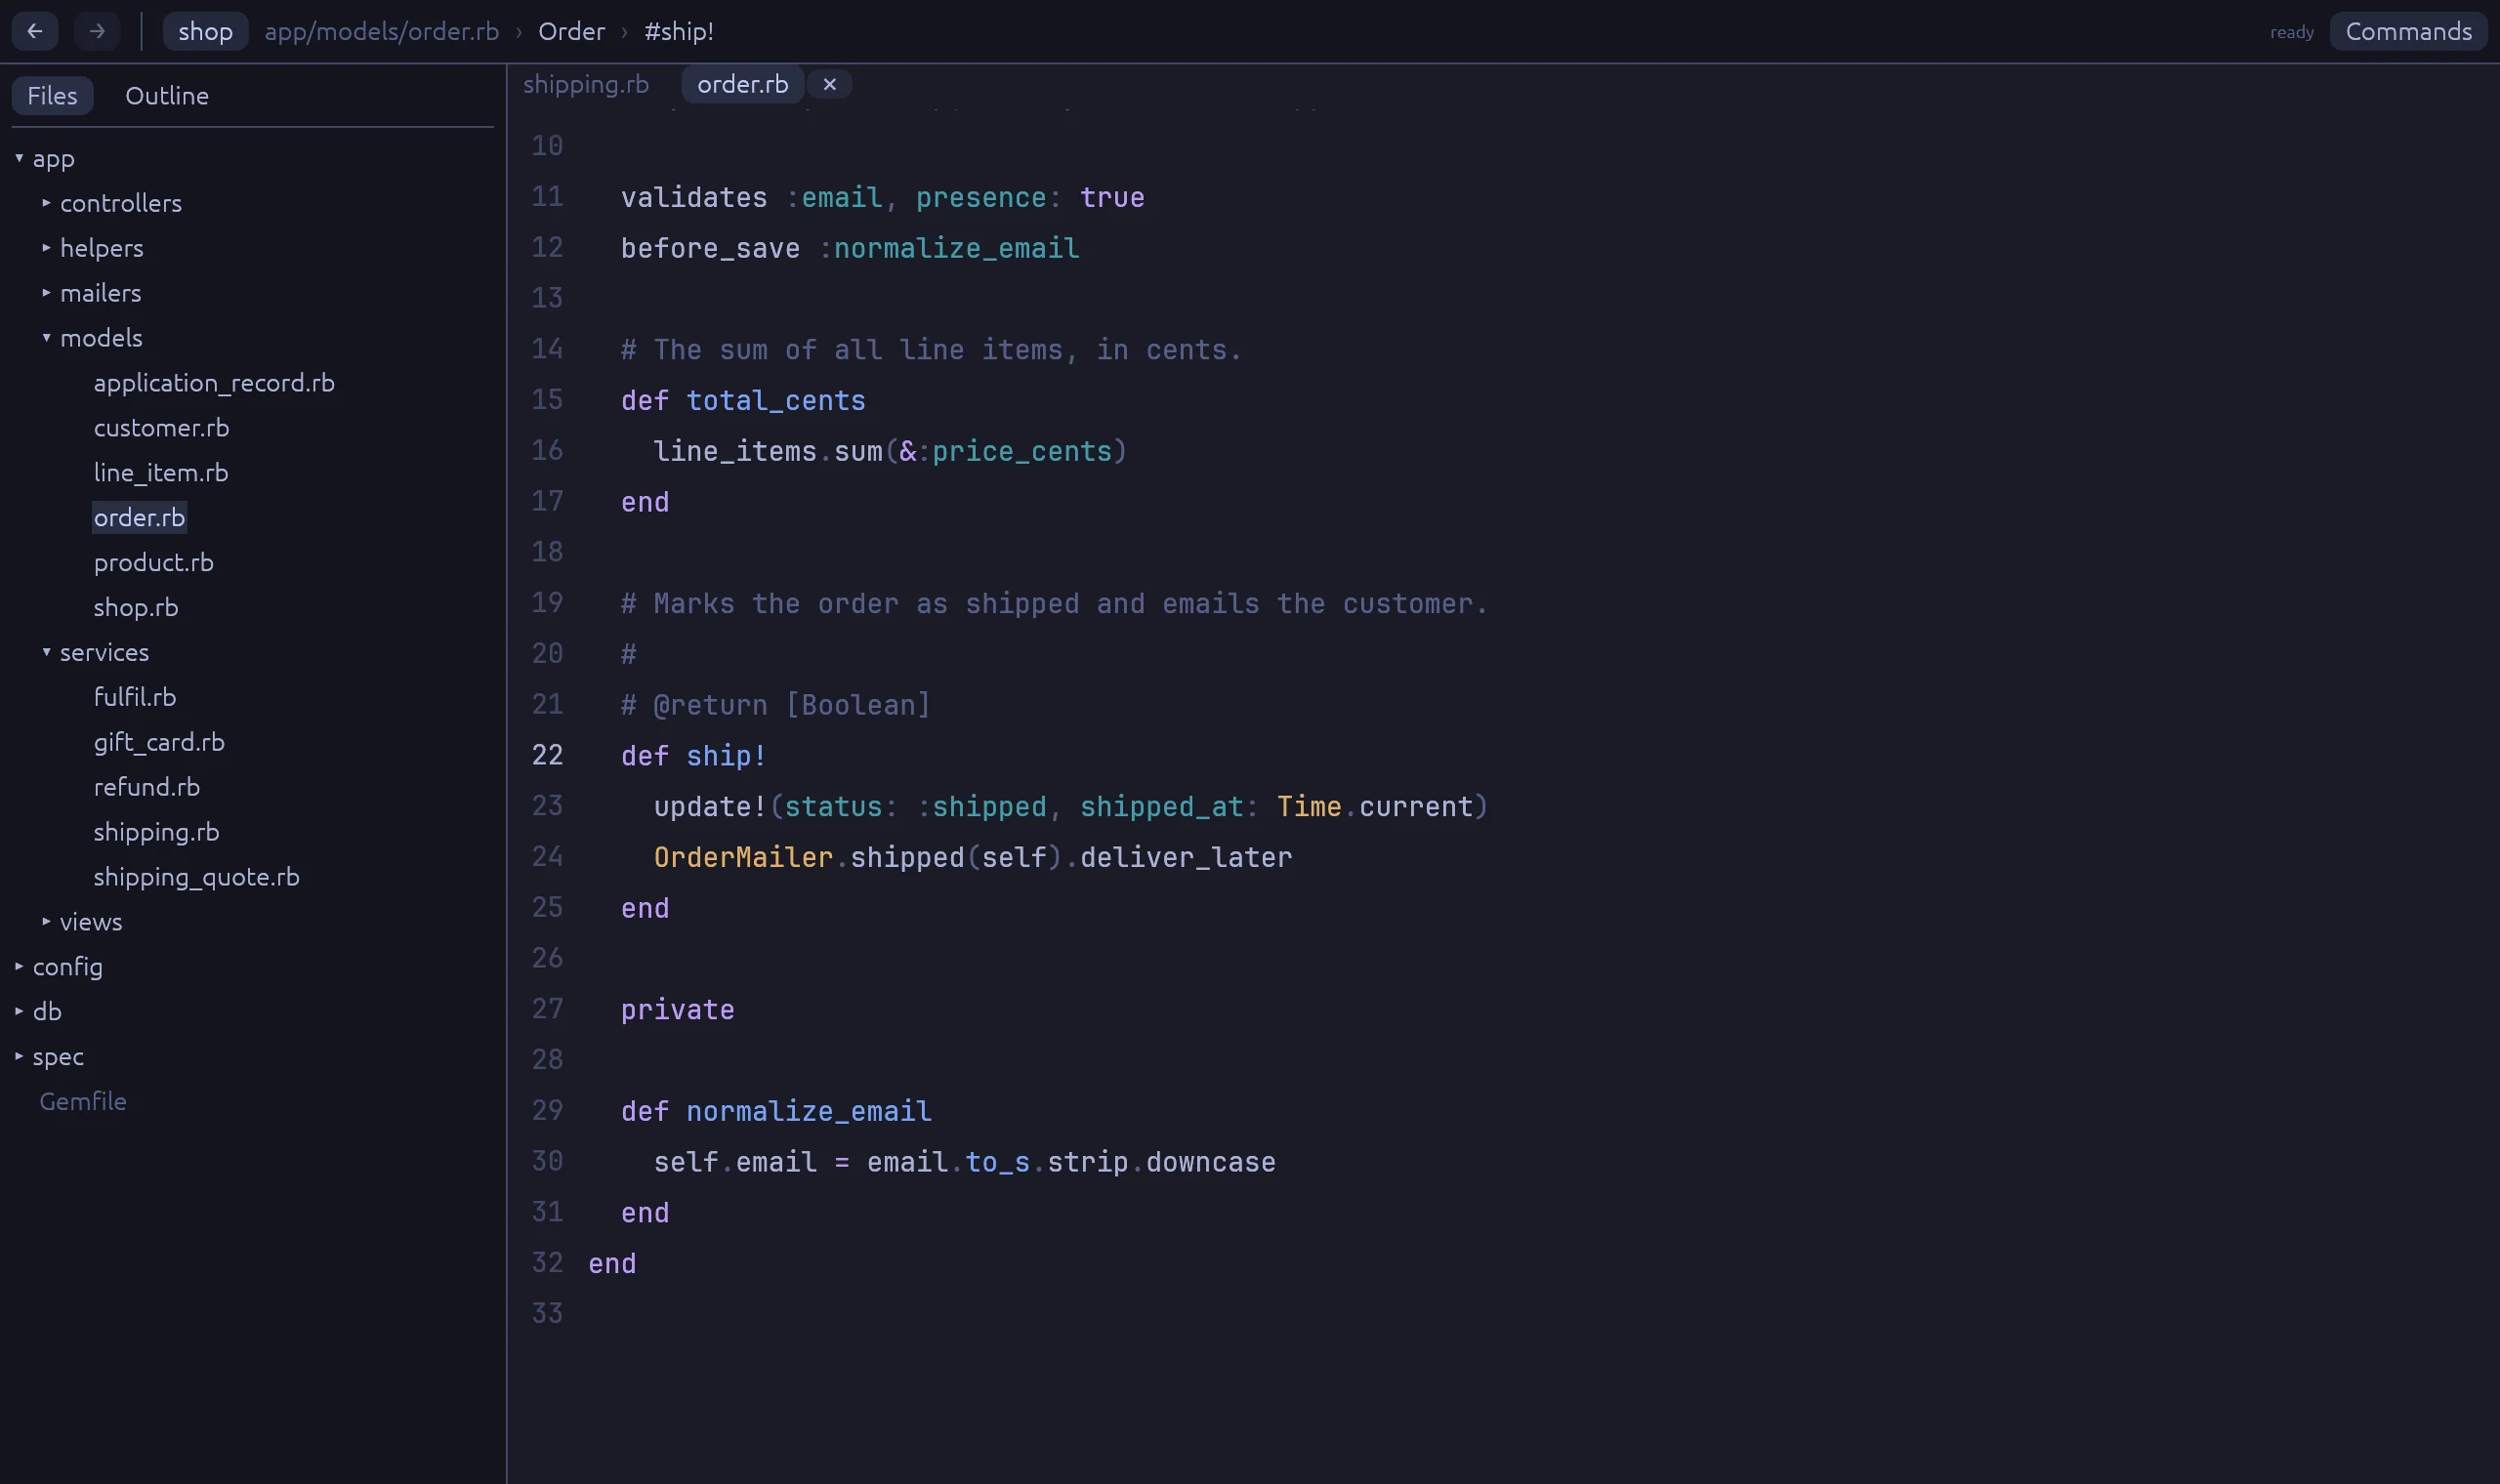 ← → shop app/models/order.rb › Order › #ship! ready Commands
Files Outline
▾ app
▸ controllers
▸ helpers
▸ mailers
▾ models
application_record.rb
customer.rb
line_item.rb
order.rb
product.rb
shop.rb
▾ services
fulfil.rb
gift_card.rb
refund.rb
shipping.rb
shipping_quote.rb
▸ views
▸ config
▸ db
▸ spec
Gemfile
shipping.rb order.rb ×
10
11   validates :email, presence: true
12   before_save :normalize_email
13
14   # The sum of all line items, in cents.
15   def total_cents
16     line_items.sum(&:price_cents)
17   end
18
19   # Marks the order as shipped and emails the customer.
20   #
21   # @return [Boolean]
22   def ship!
23     update!(status: :shipped, shipped_at: Time.current)
24     OrderMailer.shipped(self).deliver_later
25   end
26
27   private
28
29   def normalize_email
30     self.email = email.to_s.strip.downcase
31   end
32 end
33